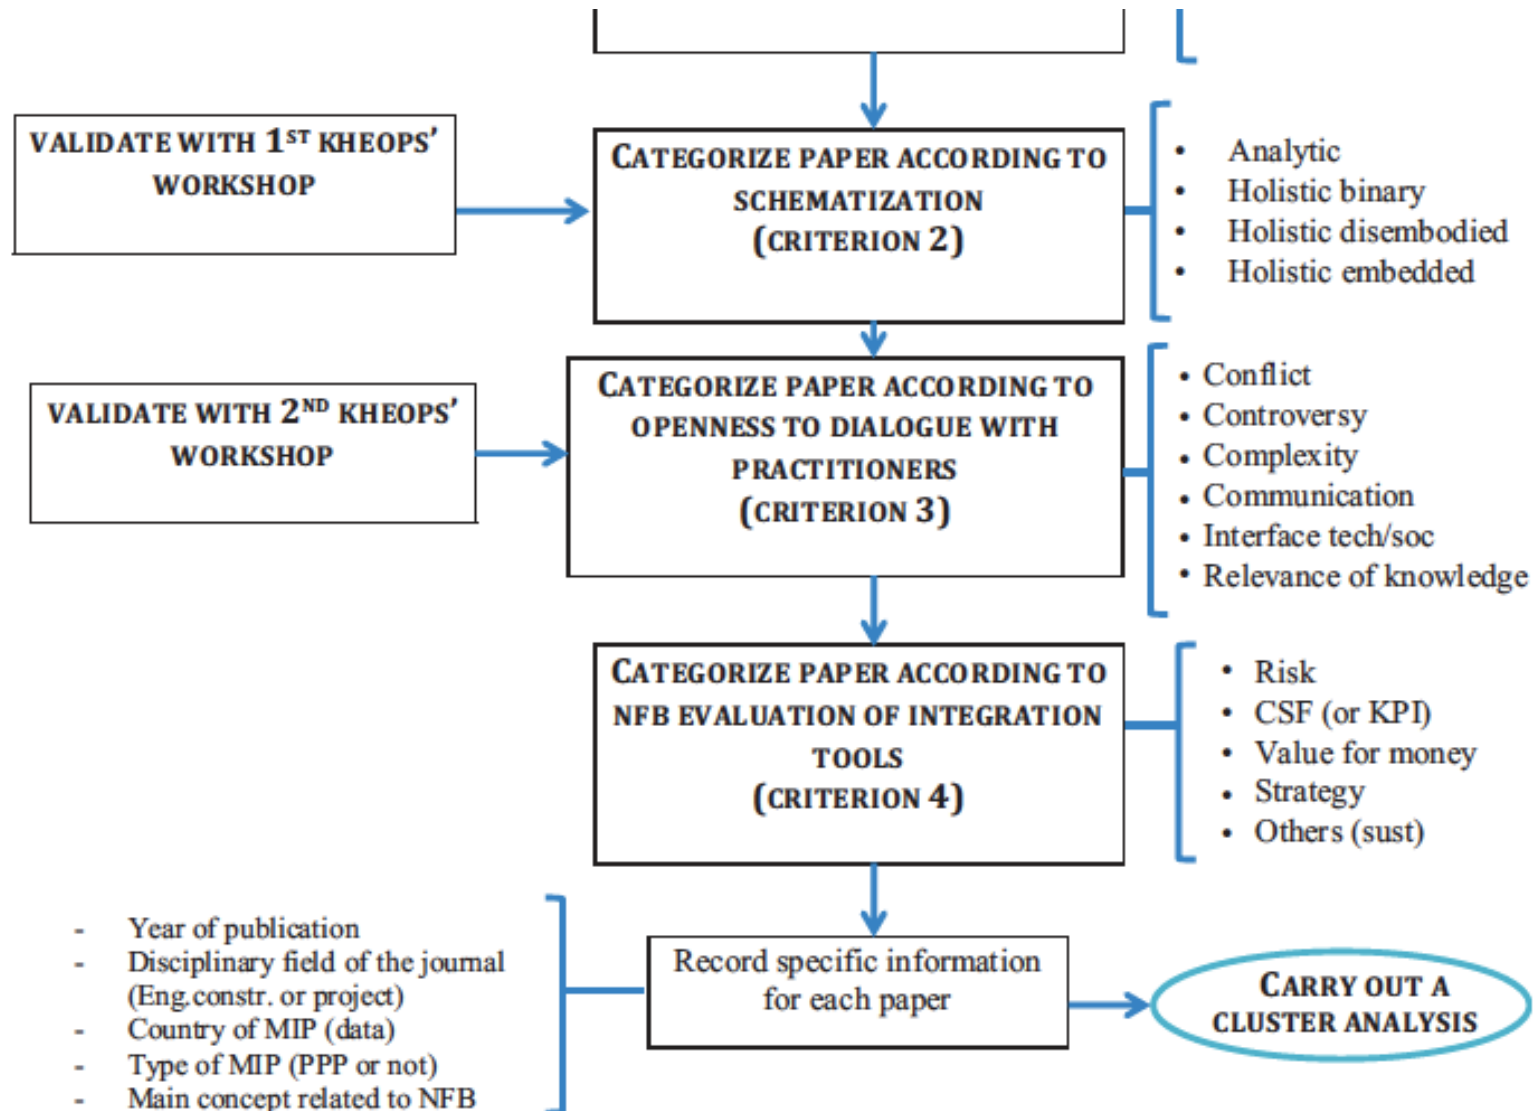 VALIDATE WITH 1ST KHEOPS'
WORKSHOP
CATEGORIZE PAPER ACCORDING TO
SCHEMATIZATION
(CRITERION 2)
• Analytic
• Holistic binary
• Holistic disembodied
• Holistic embedded
VALIDATE WITH 2ND KHEOPS'
WORKSHOP
CATEGORIZE PAPER ACCORDING TO
OPENNESS TO DIALOGUE WITH
PRACTITIONERS
(CRITERION 3)
• Conflict
• Controversy
• Complexity
• Communication
• Interface tech/soc
• Relevance of knowledge
CATEGORIZE PAPER ACCORDING TO
NFB EVALUATION OF INTEGRATION
TOOLS
(CRITERION 4)
• Risk
• CSF (or KPI)
• Value for money
• Strategy
• Others (sust)
- Year of publication
- Disciplinary field of the journal
(Eng.constr. or project)
- Country of MIP (data)
- Type of MIP (PPP or not)
- Main concept related to NFB
Record specific information
for each paper
CARRY OUT A
CLUSTER ANALYSIS